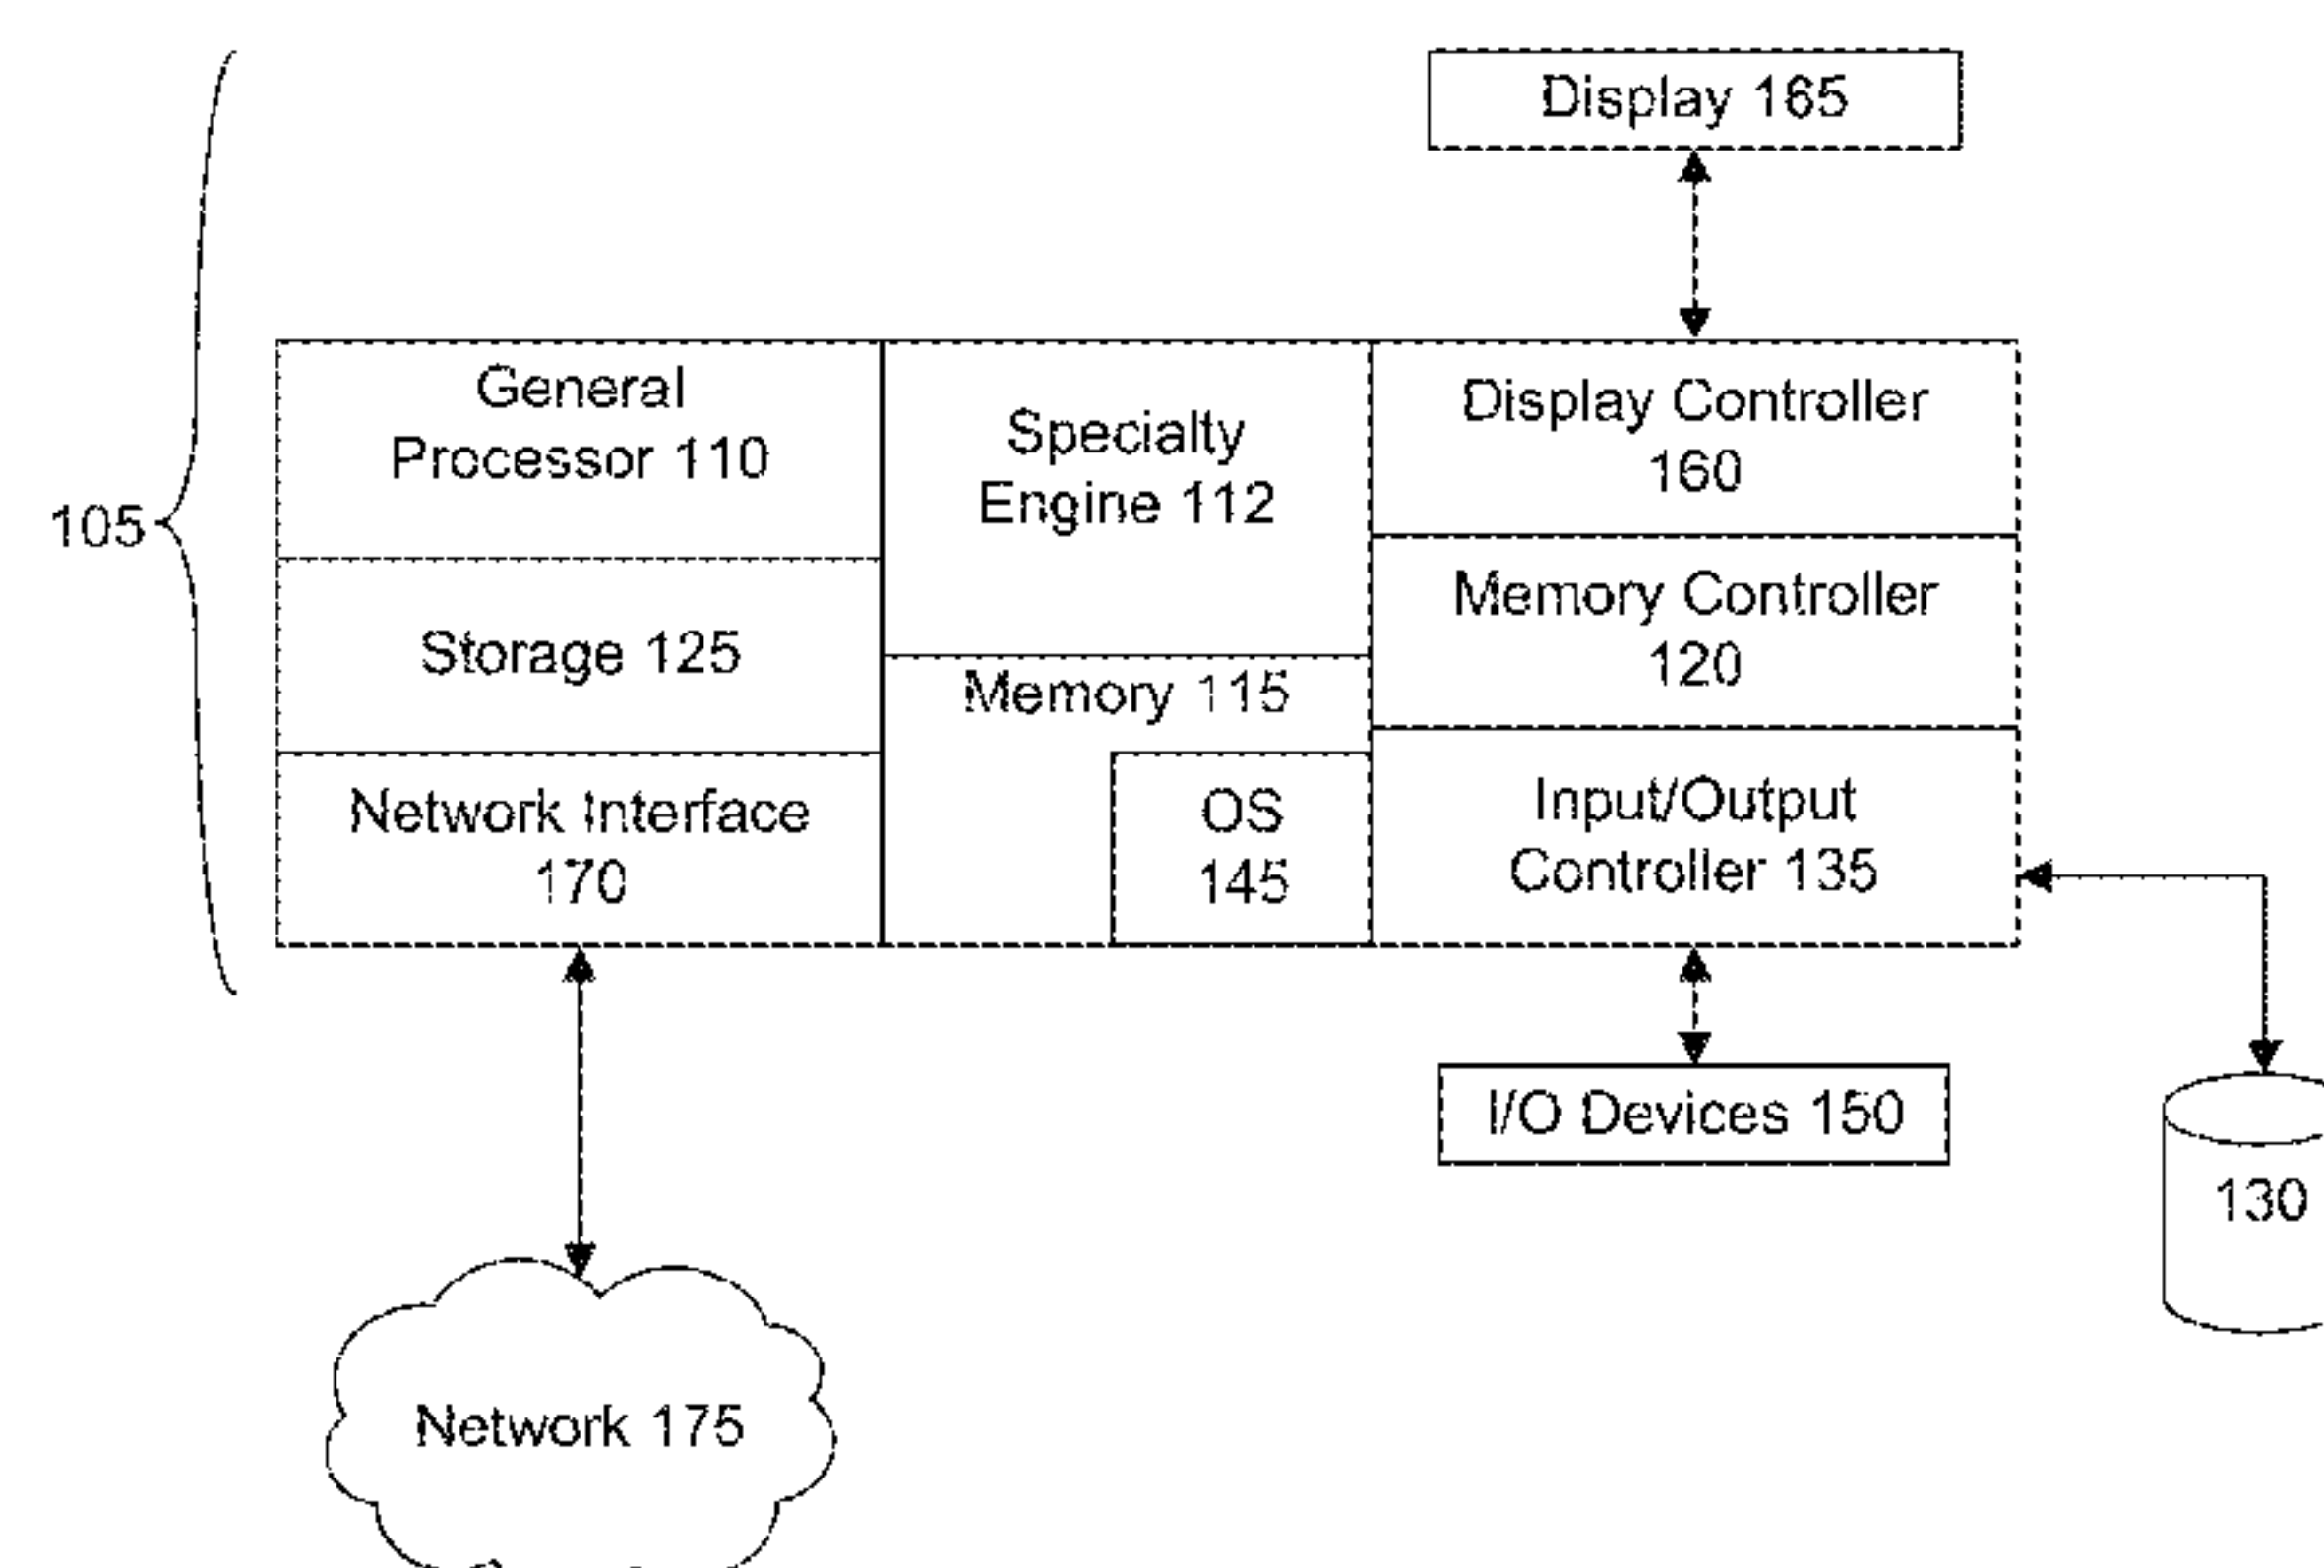 Display 165
105
General
Processor 110
Specialty
Engine 112
Display Controller
160
Storage 125
Memory Controller
120
Memory 115
Network Interface
170
OS
145
Input/Output
Controller 135
I/O Devices 150
130
Network 175